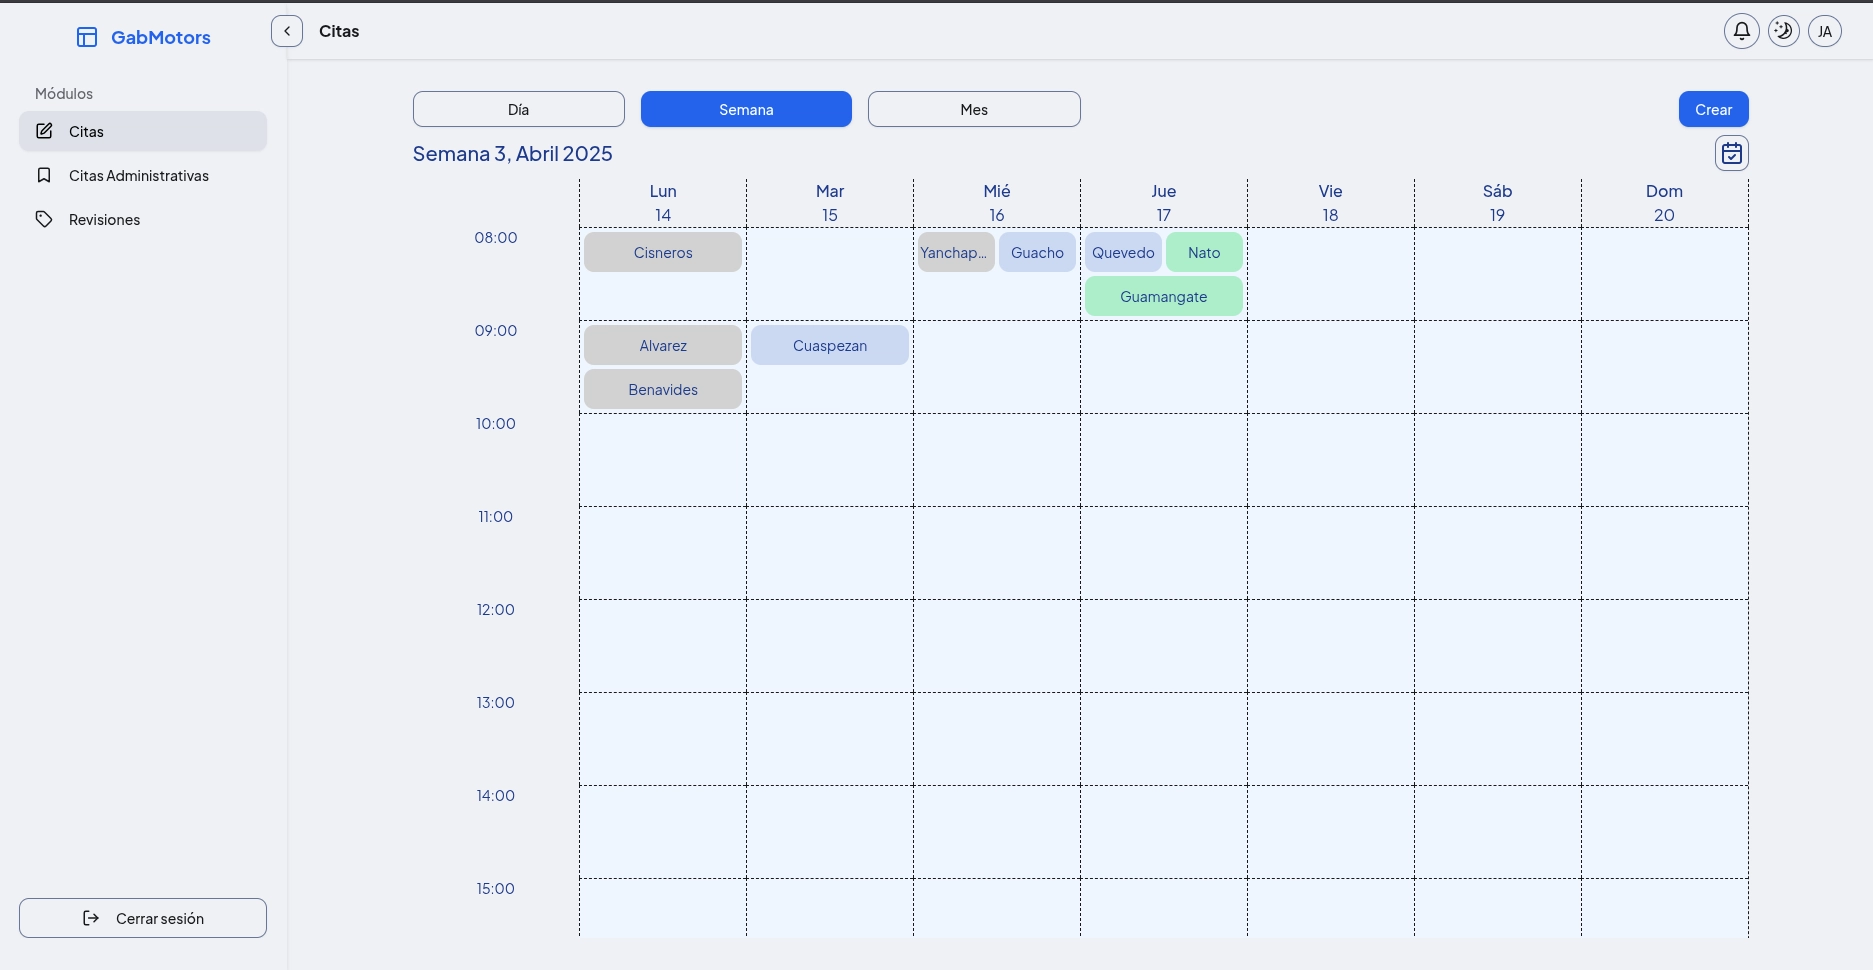 GabMotors
Citas
JA
Módulos
Citas
Citas Administrativas
Revisiones
Cerrar sesión
Día
Semana
Mes
Crear
Semana 3, Abril 2025
Lun Mar Mié Jue Vie Sáb Dom
14 15 16 17 18 19 20
08:00
Cisneros Yanchap... Guacho Quevedo Nato
Guamangate
09:00
Alvarez Cuaspezan
Benavides
10:00
11:00
12:00
13:00
14:00
15:00